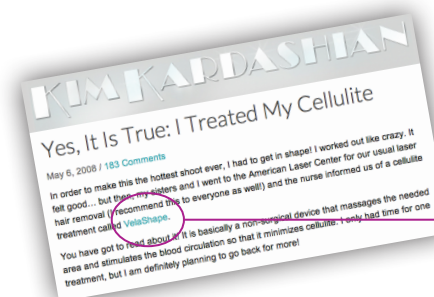 KIM KARDASHIAN
Yes, It Is True: I Treated My Cellulite
May 6, 2008 / 183 Comments
In order to make this the hottest shoot ever, I had to get in shape! I worked out like crazy. It
felt good... but then, my sisters and I went to the American Laser Center for our usual laser
hair removal (I recommend this to everyone as well!) and the nurse informed us of a cellulite
treatment called VelaShape.
You have got to read about it! It is basically a non-surgical device that massages the needed
area and stimulates the blood circulation so that it minimizes cellulite. I only had time for one
treatment, but I am definitely planning to go back for more!